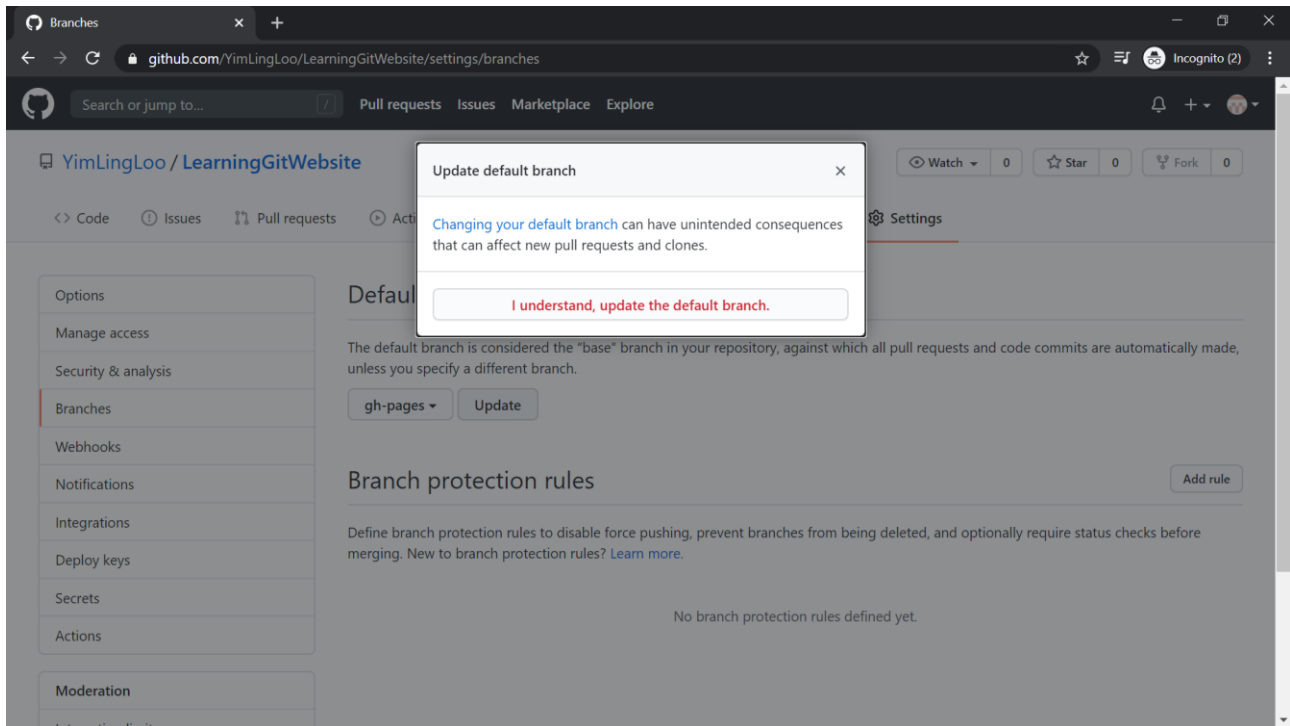 Branches
github.com/YimLingLoo/LearningGitWebsite/settings/branches
Incognito (2)
Search or jump to...
/
Pull requests Issues Marketplace Explore
YimLingLoo / LearningGitWebsite
Watch 0
Star 0
Fork 0
Code
Issues
Pull requests
Acti
Settings
Update default branch
Changing your default branch can have unintended consequences
that can affect new pull requests and clones.
I understand, update the default branch.
Options
Manage access
Security & analysis
Branches
Webhooks
Notifications
Integrations
Deploy keys
Secrets
Actions
Moderation
Defaul
The default branch is considered the "base" branch in your repository, against which all pull requests and code commits are automatically made,
unless you specify a different branch.
gh-pages
Update
Branch protection rules
Add rule
Define branch protection rules to disable force pushing, prevent branches from being deleted, and optionally require status checks before
merging. New to branch protection rules? Learn more.
No branch protection rules defined yet.